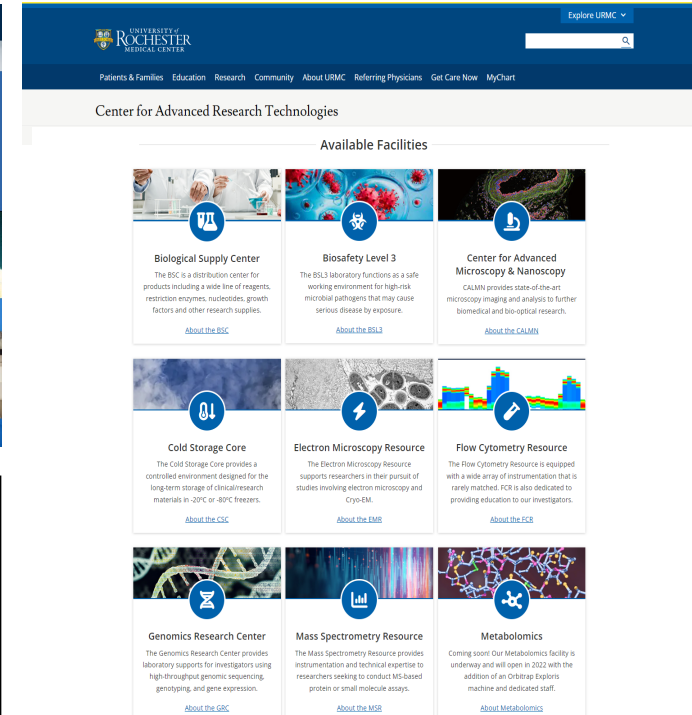 Explore URMC
UNIVERSITY of
ROCHESTER
MEDICAL CENTER
Patients & Families Education Research Community About URMC Referring Physicians Get Care Now MyChart
Center for Advanced Research Technologies
Available Facilities
Biological Supply Center
The BSC is a distribution center for
products including a wide line of reagents,
restriction enzymes, nucleotides, growth
factors and other research supplies.
About the BSC
Biosafety Level 3
The BSL3 laboratory functions as a safe
working environment for high-risk
microbial pathogens that may cause
serious disease by exposure.
About the BSL3
Center for Advanced
Microscopy & Nanoscopy
CALMN provides state-of-the-art
microscopy imaging and analysis to further
biomedical and bio-optical research.
About the CALMN
Cold Storage Core
The Cold Storage Core provides a
controlled environment designed for the
long-term storage of clinical/research
materials in -20°C or -80°C freezers.
About the CSC
Electron Microscopy Resource
The Electron Microscopy Resource
supports researchers in their pursuit of
studies involving electron microscopy and
Cryo-EM.
About the EMR
Flow Cytometry Resource
The Flow Cytometry Resource is equipped
with a wide array of instrumentation that is
rarely matched. FCR is also dedicated to
providing education to our investigators.
About the FCR
Genomics Research Center
The Genomics Research Center provides
laboratory supports for investigators using
high-throughput genomic sequencing,
genotyping, and gene expression.
About the GRC
Mass Spectrometry Resource
The Mass Spectrometry Resource provides
instrumentation and technical expertise to
researchers seeking to conduct MS-based
protein or small molecule assays.
About the MSR
Metabolomics
Coming soon! Our Metabolomics facility is
underway and will open in 2022 with the
addition of an Orbitrap Exploris
machine and dedicated staff.
About Metabolomics